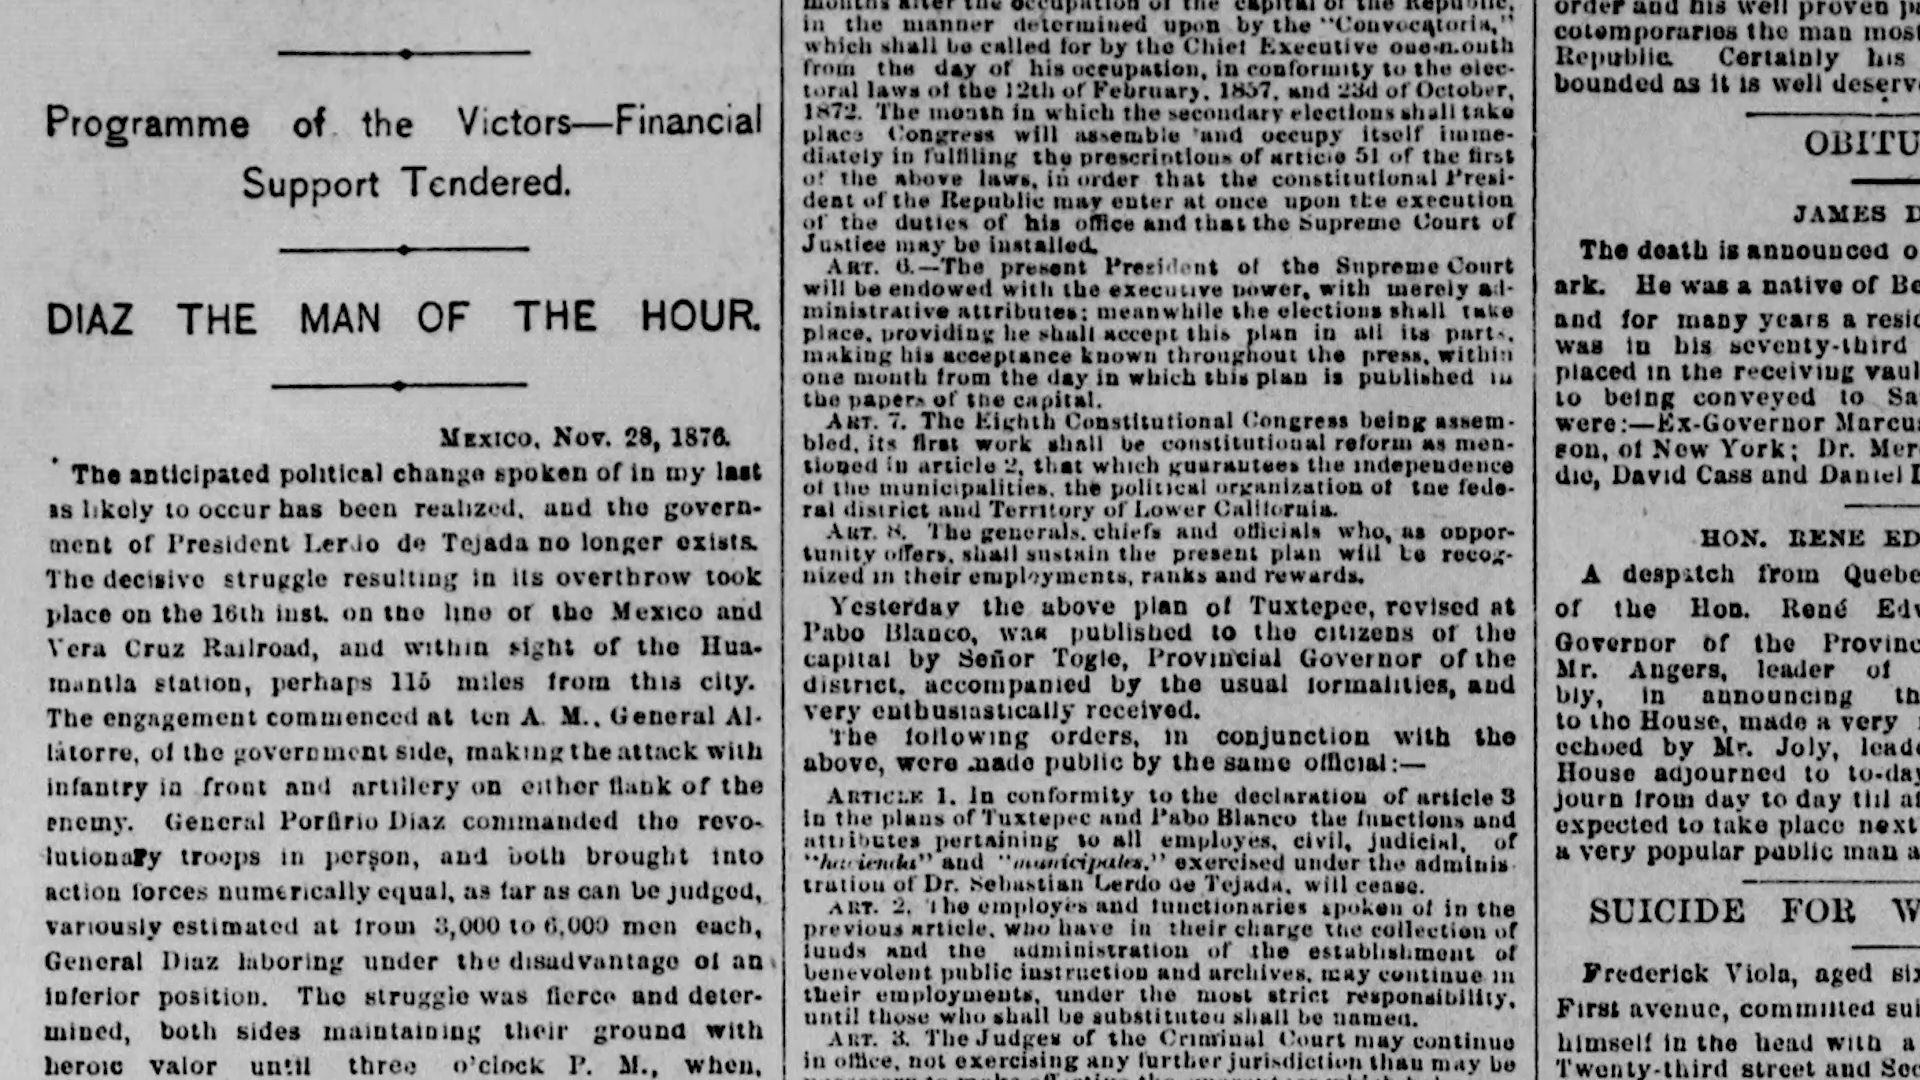 Programme of the Victors—Financial
Support Tendered.
DIAZ THE MAN OF THE HOUR.
MEXICO, Nov. 28, 1876.
The anticipated political change spoken of in my last
as likely to occur has been realized, and the govern-
ment of President Lerdo de Tejada no longer exists.
The decisive struggle resulting in its overthrow took
place on the 16th inst. on the line of the Mexico and
Vera Cruz Railroad, and within sight of the Hua-
mantla station, perhaps 115 miles from this city.
The engagement commenced at ten A. M., General Al-
latorre, of the government side, making the attack with
infantry in front and artillery on either flank of the
enemy. General Porfirio Diaz commanded the revo-
lutionary troops in person, and both brought into
action forces numerically equal, as far as can be judged,
variously estimated at from 3,000 to 6,000 men each,
General Diaz laboring under the disadvantage of an
inferior position. The struggle was fierce and deter-
mined, both sides maintaining their ground with
heroic valor until three o'clock P. M., when,
months after the occupation of the capital of the Republic,
in the manner determined upon by the "Convocatoria,"
which shall be called for by the Chief Executive one month
from the day of his occupation, in conformity to the elec-
toral laws of the 12th of February, 1857, and 23d of October,
1872. The month in which the secondary elections shall take
place Congress will assemble and occupy itself imme-
diately in fulfiling the prescriptions of article 51 of the first
of the above laws, in order that the constitutional Presi-
dent of the Republic may enter at once upon the execution
of the duties of his office and that the Supreme Court of
Justice may be installed.
ART. 6.—The present President of the Supreme Court
will be endowed with the executive power, with merely ad-
ministrative attributes; meanwhile the elections shall take
place, providing he shall accept this plan in all its parts,
making his acceptance known throughout the press, within
one month from the day in which this plan is published in
the papers of the capital.
ART. 7. The Eighth Constitutional Congress being assem-
bled, its first work shall be constitutional reform as men-
tioned in article 2, that which guarantees the independence
of the municipalities, the political organization of the fede-
ral district and Territory of Lower California.
ART. 8. The generals, chiefs and officials who, as oppor-
tunity offers, shall sustain the present plan will be recog-
nized in their employments, ranks and rewards.
Yesterday the above plan of Tuxtepec, revised at
Pabo Blanco, was published to the citizens of the
capital by Señor Togle, Provincial Governor of the
district, accompanied by the usual formalities, and
very enthusiastically received.
The following orders, in conjunction with the
above, were made public by the same official:—
ARTICLE 1. In conformity to the declaration of article 3
in the plans of Tuxtepec and Pabo Blanco the functions and
attributes pertaining to all employes, civil, judicial, of
"hacienda" and "municipales," exercised under the adminis
tration of Dr. Sebastian Lerdo de Tejada, will cease.
ART. 2. The employes and functionaries spoken of in the
previous article, who have in their charge the collection of
funds and the administration of the establishment of
benevolent public instruction and archives, may continue in
their employments, under the most strict responsibility,
until those who shall be substituted shall be named.
ART. 3. The Judges of the Criminal Court may continue
in office, not exercising any further jurisdiction than may be
order and his well proven
cotemporaries the man most
Republic. Certainly his
bounded as it is well deserv
OBITU
JAMES D
The death is announced o
ark. He was a native of Be
and for many years a resid
was in his seventy-third
placed in the receiving vaul
to being conveyed to Sa
were:—Ex-Governor Marcus
son, of New York; Dr. Mer
die, David Cass and Daniel
HON. RENE ED
A despatch from Quebe
of the Hon. René Edw
Governor of the Provinc
Mr. Angers, leader of
bly, in announcing th
to the House, made a very
echoed by Mr. Joly, leade
House adjourned to to-day
journ from day to day till af
expected to take place next
a very popular public man a
SUICIDE FOR W
Frederick Viola, aged six
First avenue, committed sui
himself in the head with a
Twenty-third street and Sec